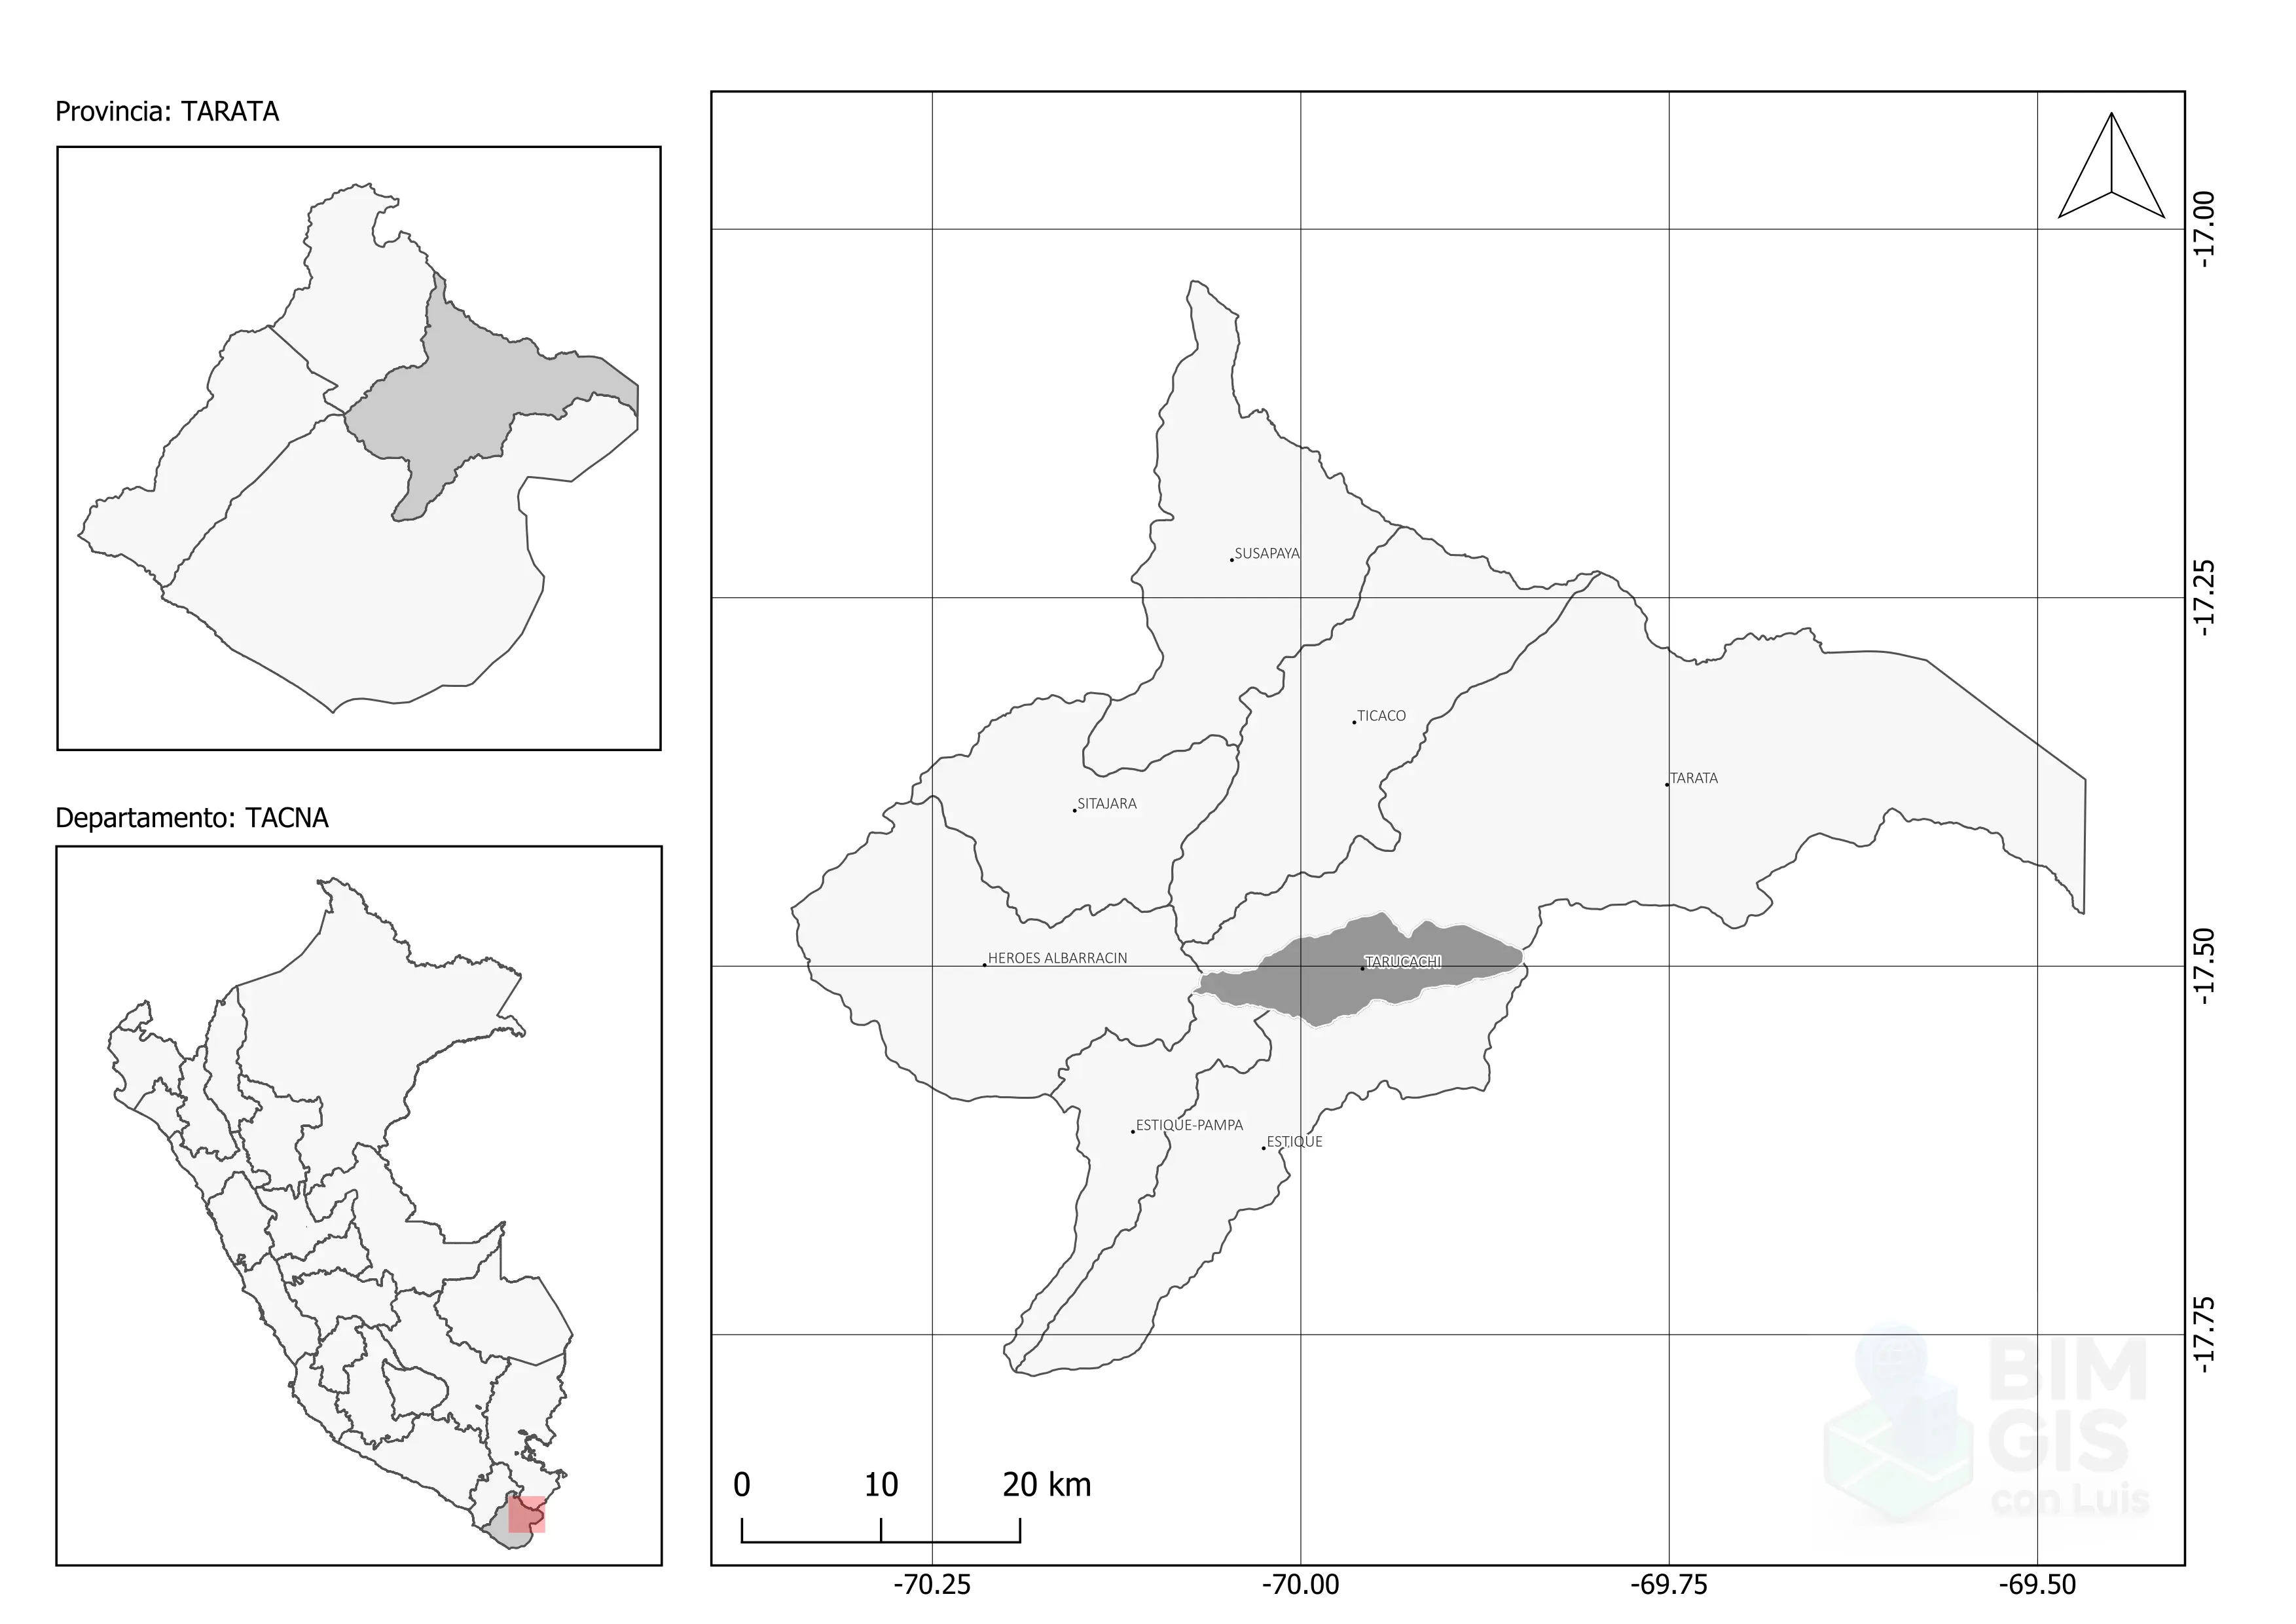 Provincia: TARATA
Departamento: TACNA
SUSAPAYA
TICACO
TARATA
SITAJARA
HEROES ALBARRACIN
TARUCACHI
ESTIQUE-PAMPA
ESTIQUE
-17.00
-17.25
-17.50
-17.75
0 10 20 km
-70.25 -70.00 -69.75 -69.50
BIM
GIS
con Luis